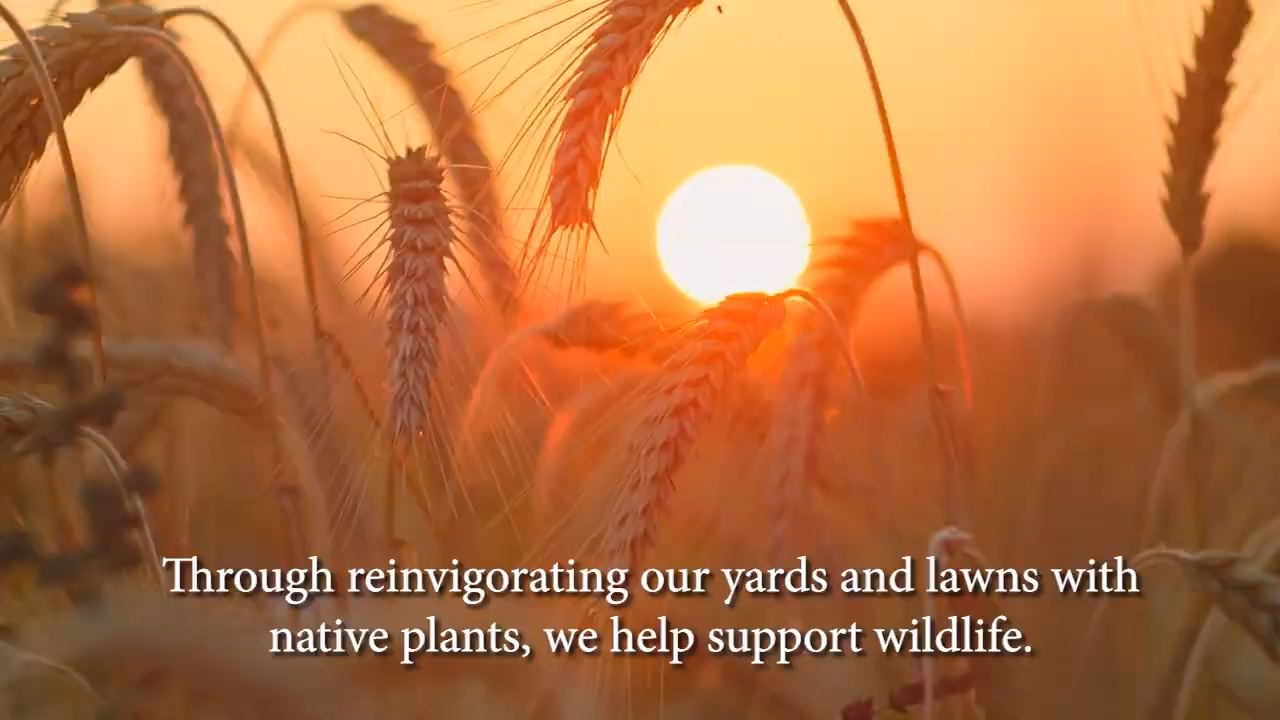 Through reinvigorating our yards and lawns with
native plants, we help support wildlife.